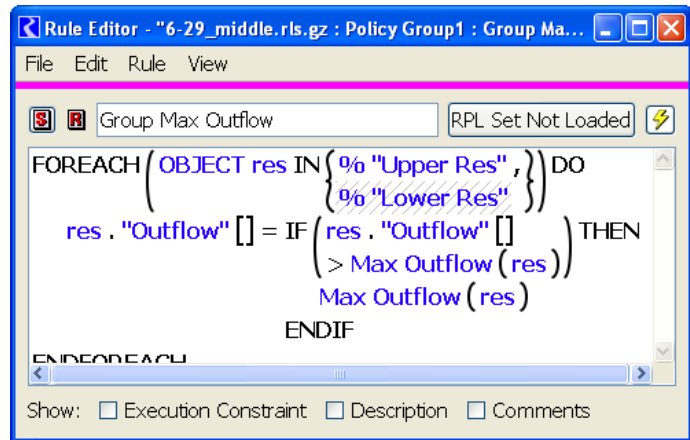 Rule Editor - "6-29_middle.rls.gz : Policy Group1 : Group Ma...
File Edit Rule View
S R Group Max Outflow RPL Set Not Loaded
FOREACH ( OBJECT res IN { % "Upper Res" , } ) DO
% "Lower Res"
res . "Outflow" [] = IF ( res . "Outflow" [] ) THEN
> Max Outflow ( res )
Max Outflow ( res )
ENDIF
ENDFOREACH
Show: Execution Constraint Description Comments